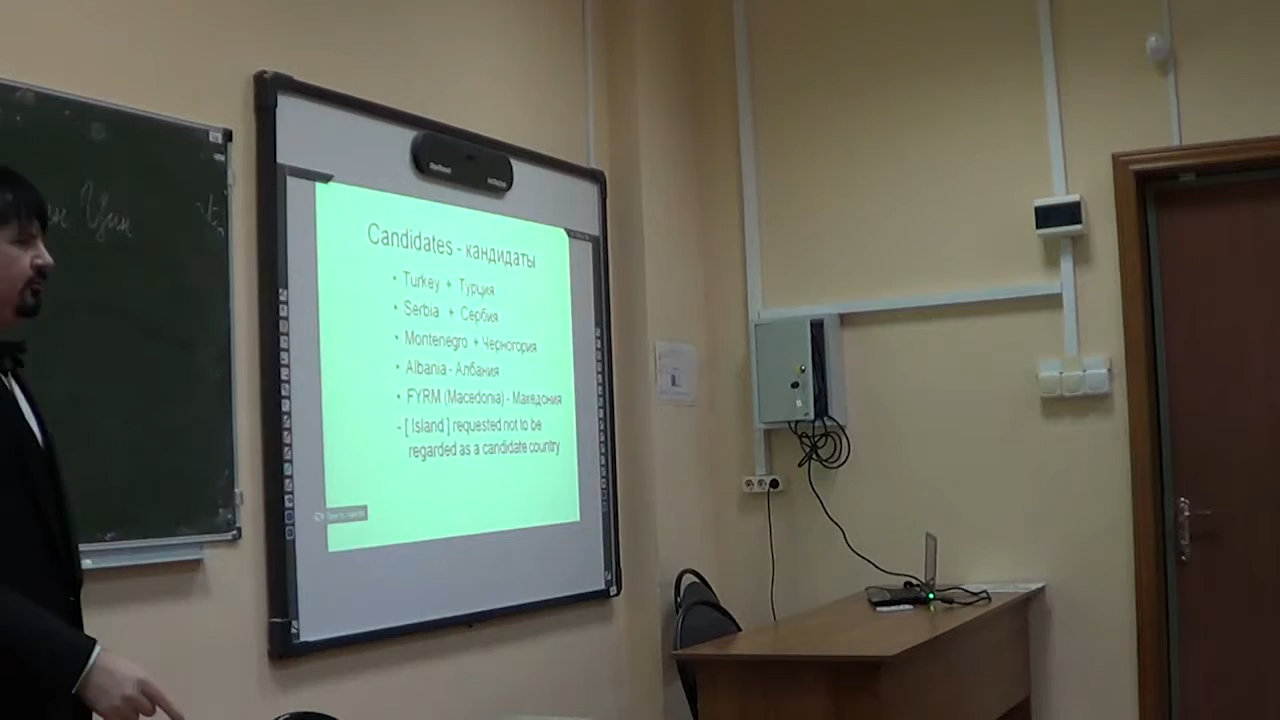 Candidates - кандидаты
• Turkey + Турция
• Serbia + Сербия
• Montenegro + Черногория
• Albania - Албания
• FYRM (Macedonia) - Македония
- [ Island ] requested not to be
regarded as a candidate country